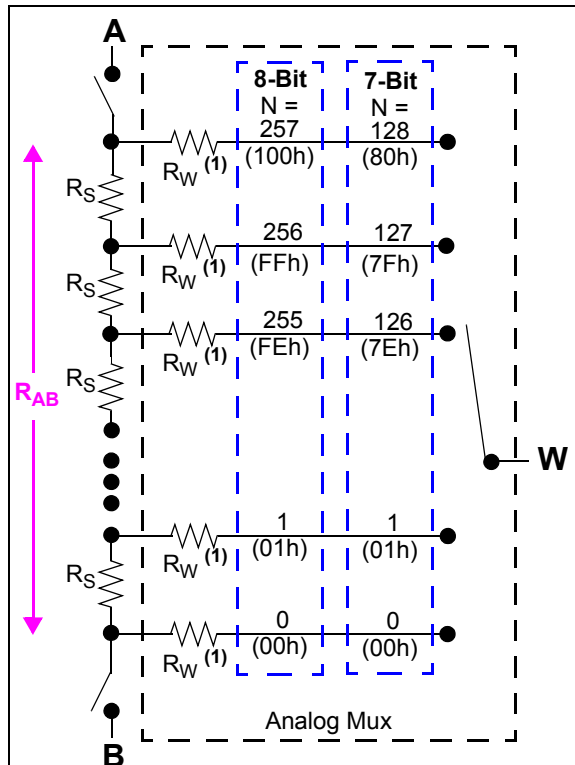 A
8-Bit 7-Bit
N = N =
257 128
(100h) (80h)
RW (1)
RS
256 127
(FFh) (7Fh)
RW (1)
RS
255 126
(FEh) (7Eh)
RW (1)
RS
RAB
W
1 1
(01h) (01h)
RW (1)
RS
0 0
(00h) (00h)
RW (1)
Analog Mux
B